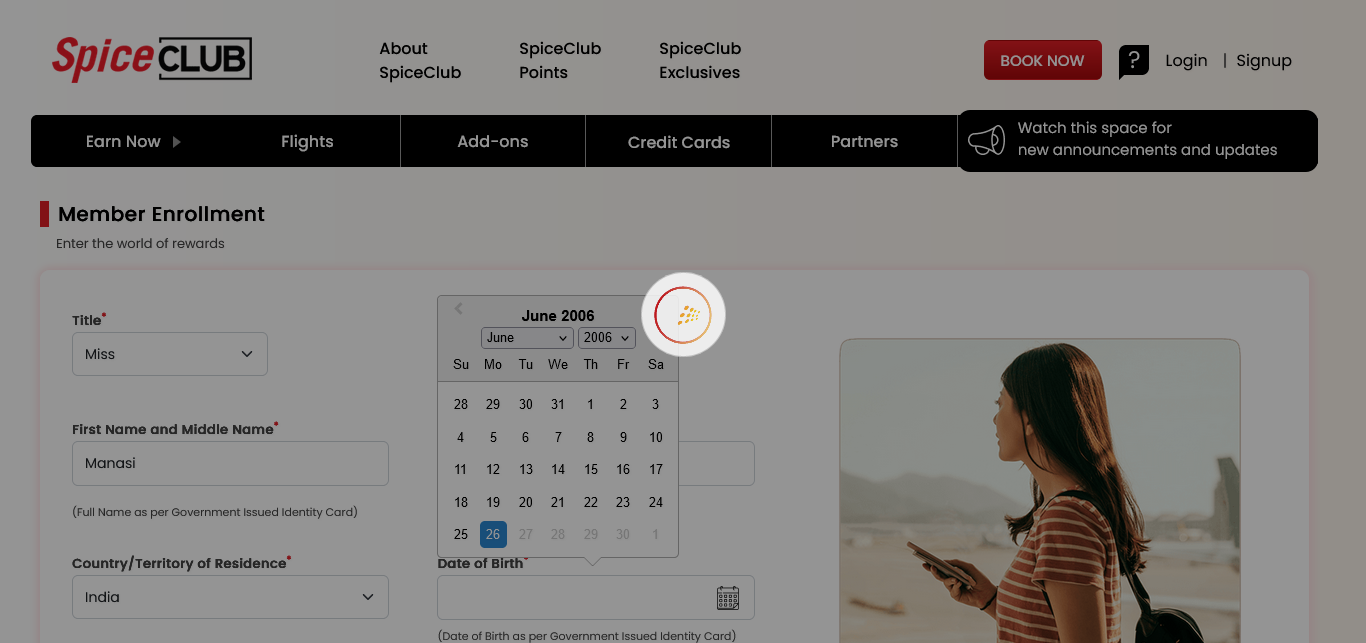 SpiceCLUB
About
SpiceClub
SpiceClub
Points
SpiceClub
Exclusives
BOOK NOW
?
Login | Signup
Earn Now
Flights
Add-ons
Credit Cards
Partners
Watch this space for
new announcements and updates
Member Enrollment
Enter the world of rewards
Title*
Miss
June 2006
June 2006
Su Mo Tu We Th Fr Sa
28 29 30 31 1 2 3
4 5 6 7 8 9 10
11 12 13 14 15 16 17
18 19 20 21 22 23 24
25 26 27 28 29 30 1
First Name and Middle Name*
Manasi
(Full Name as per Government Issued Identity Card)
Country/Territory of Residence*
India
Date of Birth*
(Date of Birth as per Government Issued Identity Card)